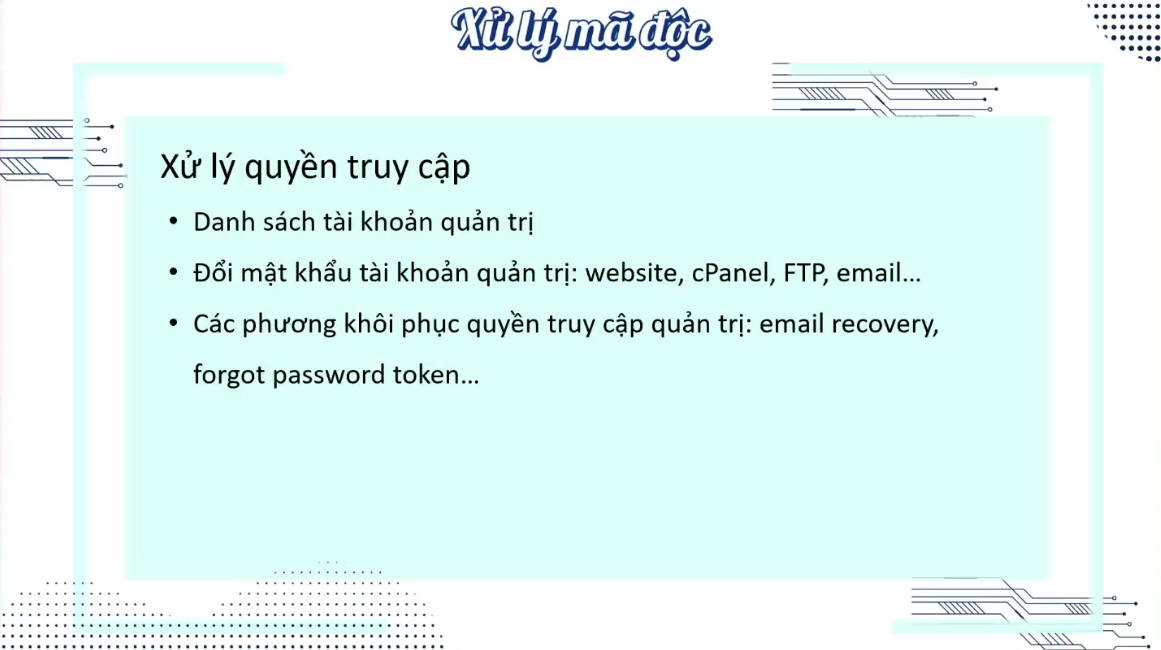 Xử lý mã độc
Xử lý quyền truy cập
• Danh sách tài khoản quản trị
• Đổi mật khẩu tài khoản quản trị: website, cPanel, FTP, email...
• Các phương khôi phục quyền truy cập quản trị: email recovery,
forgot password token...